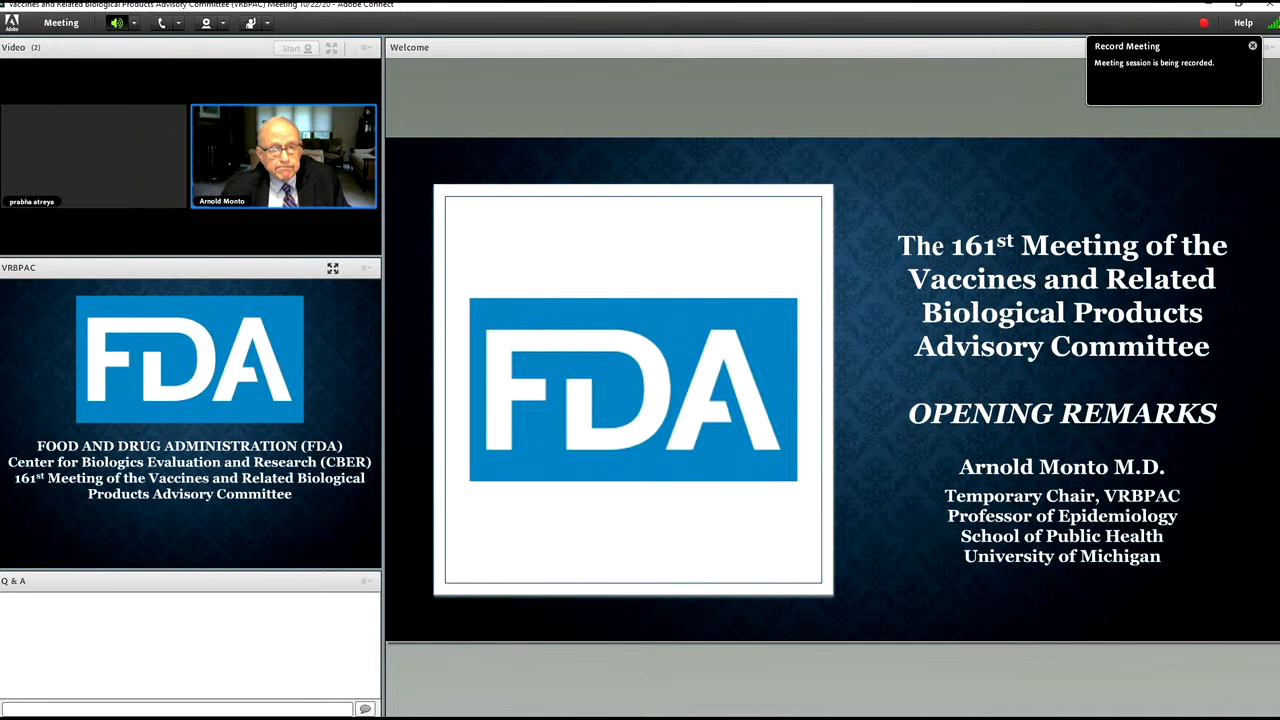 Vaccines and Related Biological Products Advisory Committee (VRBPAC) Meeting 10/22/20 - Adobe Connect
Adobe
Meeting
Help
Video (2)
Start
Welcome
Record Meeting
Meeting session is being recorded.
prabha atreya
Arnold Monto
VRBPAC
FDA
FOOD AND DRUG ADMINISTRATION (FDA)
Center for Biologics Evaluation and Research (CBER)
161st Meeting of the Vaccines and Related Biological
Products Advisory Committee
Q & A
FDA
The 161st Meeting of the
Vaccines and Related
Biological Products
Advisory Committee
OPENING REMARKS
Arnold Monto M.D.
Temporary Chair, VRBPAC
Professor of Epidemiology
School of Public Health
University of Michigan